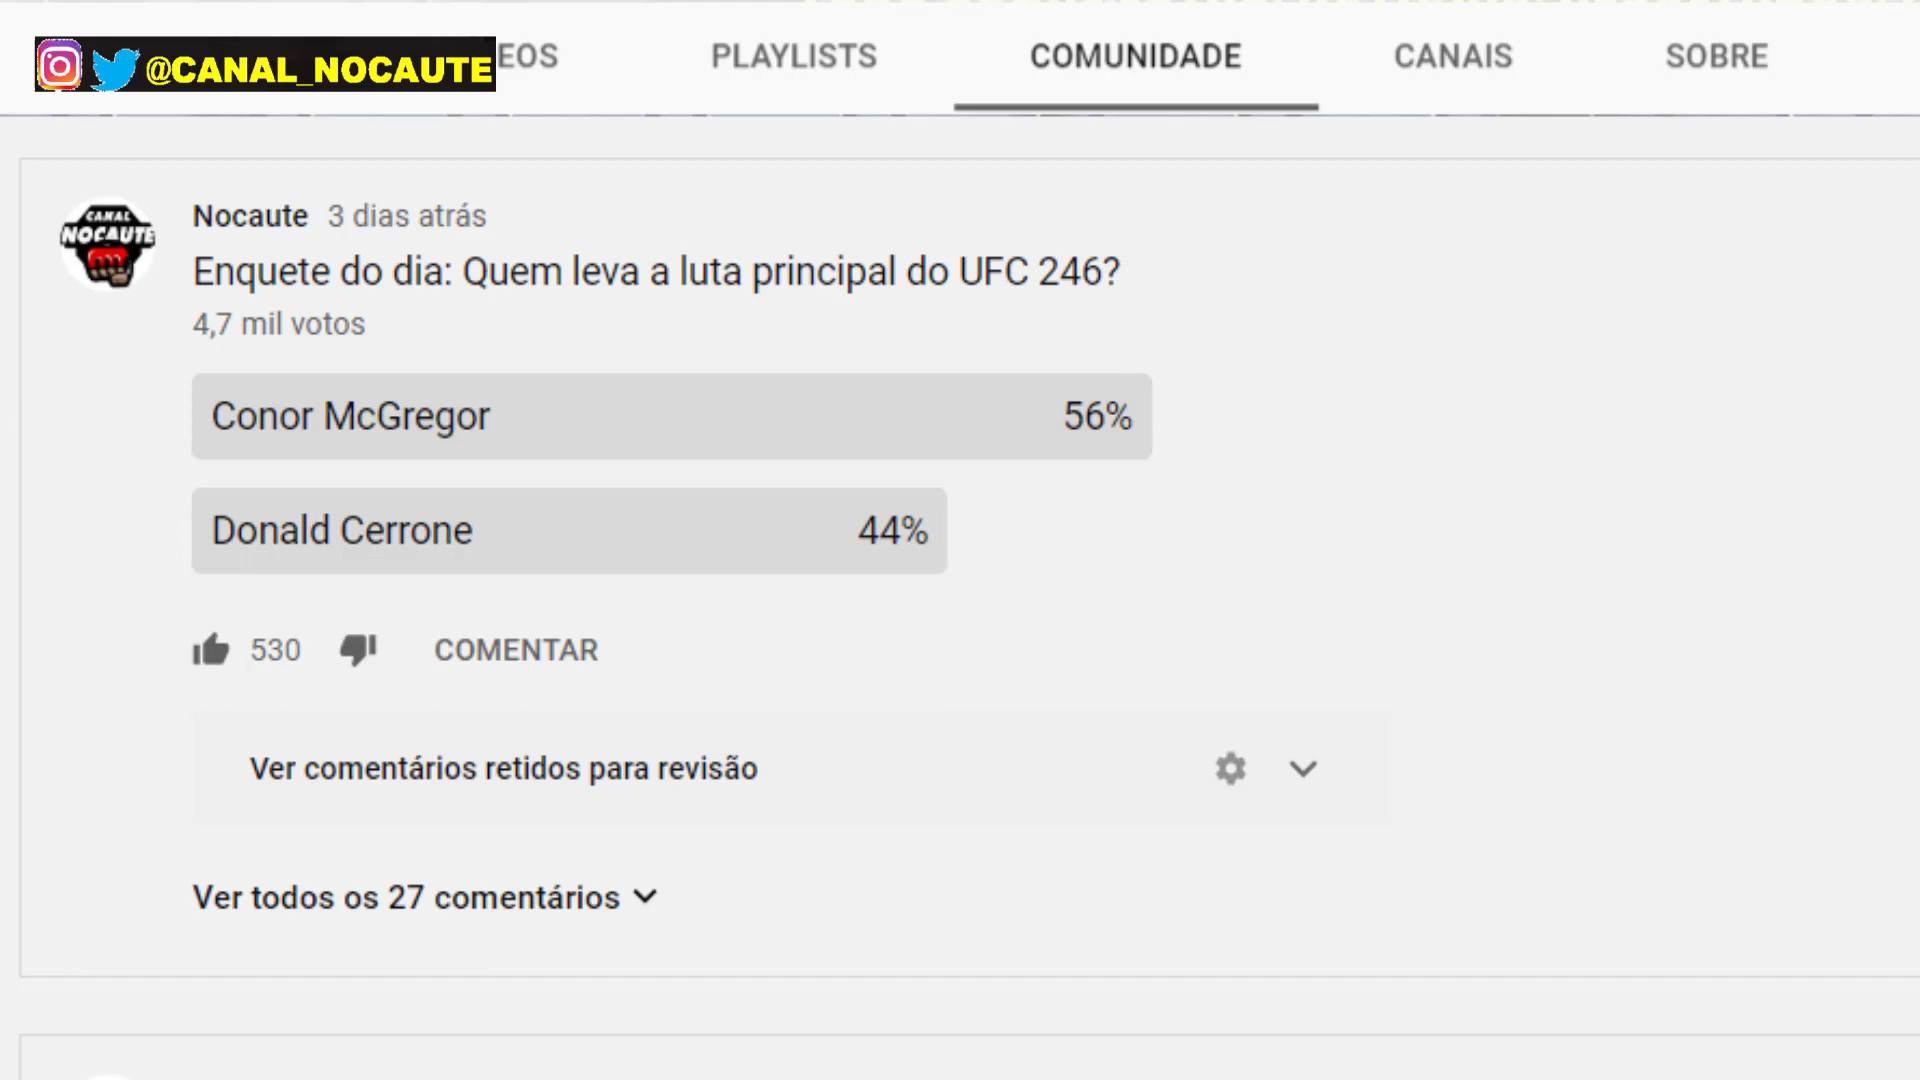 @CANAL_NOCAUTE
EOS
PLAYLISTS
COMUNIDADE
CANAIS
SOBRE
CANAL
NOCAUTE
Nocaute 3 dias atrás
Enquete do dia: Quem leva a luta principal do UFC 246?
4,7 mil votos
Conor McGregor 56%
Donald Cerrone 44%
530 COMENTAR
Ver comentários retidos para revisão
Ver todos os 27 comentários